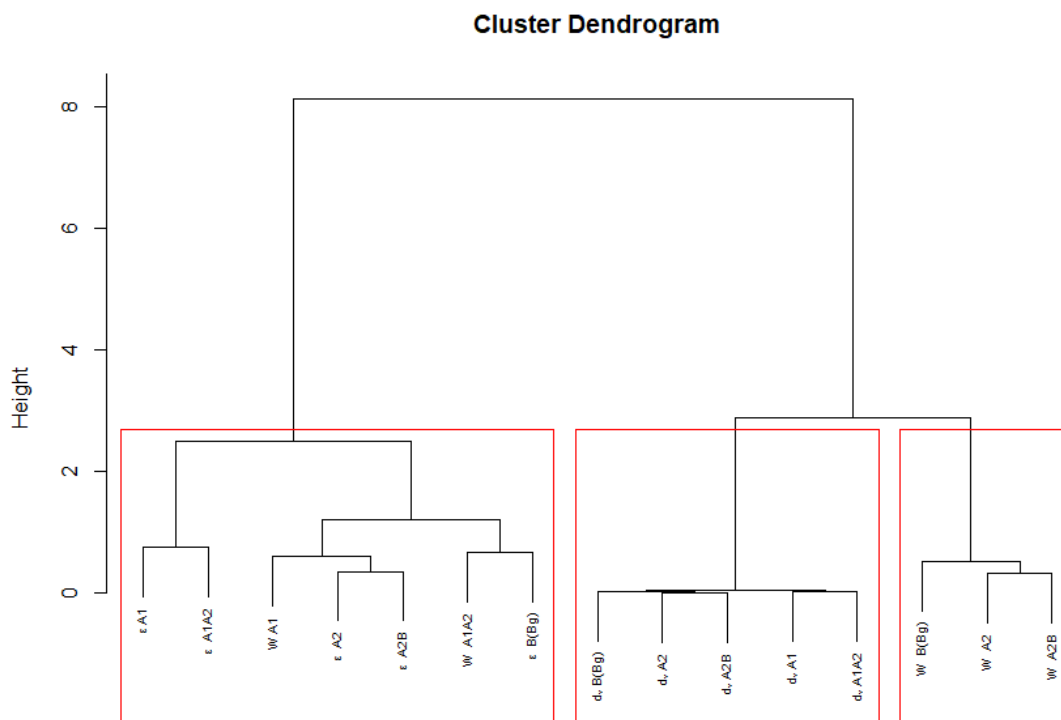 Cluster Dendrogram
Height
8
6
4
2
0
ε A1
ε A1A2
W A1
ε A2
ε A2B
W A1A2
ε B(Bg)
dᵥ B(Bg)
dᵥ A2
dᵥ A2B
dᵥ A1
dᵥ A1A2
W B(Bg)
W A2
W A2B